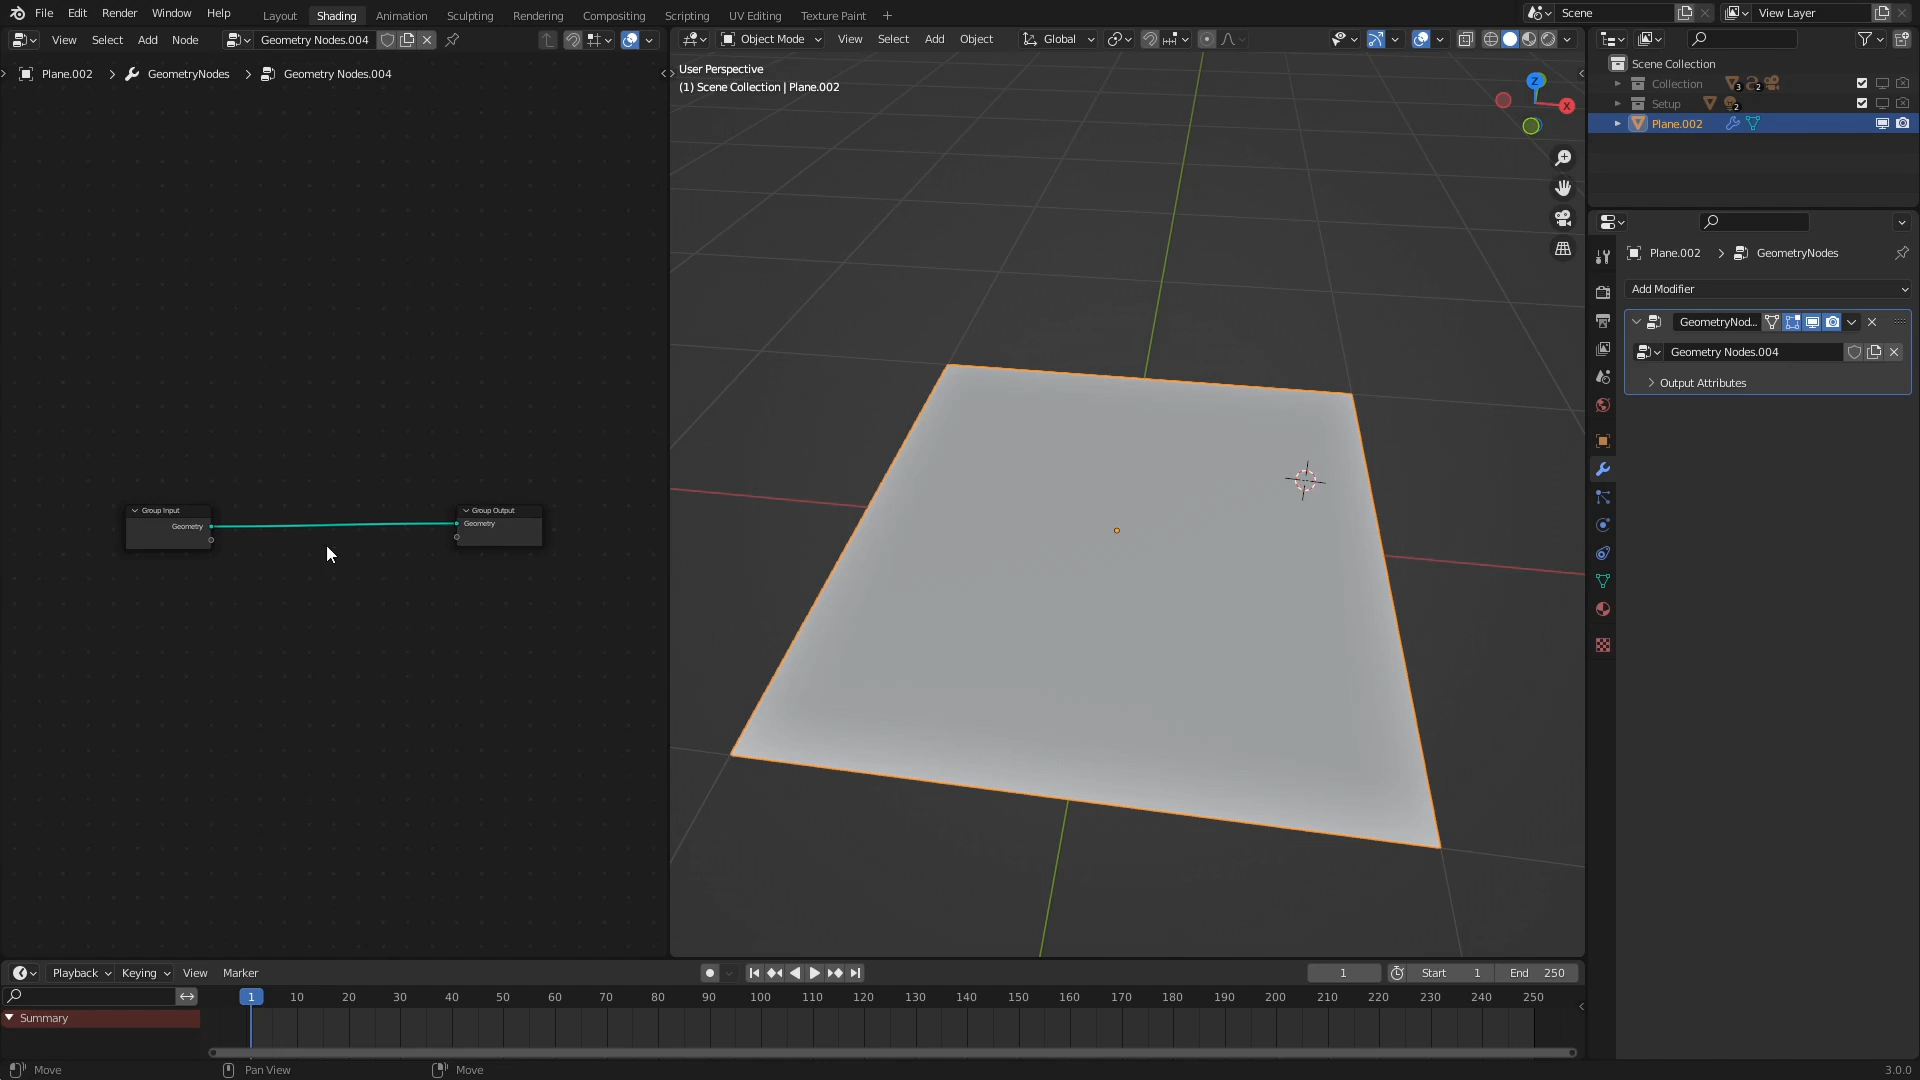 File Edit Render Window Help Layout Shading Animation Sculpting Rendering Compositing Scripting UV Editing Texture Paint + Scene View Layer
View Select Add Node Geometry Nodes.004 Object Mode View Select Add Object Global
Plane.002 > GeometryNodes > Geometry Nodes.004
User Perspective
(1) Scene Collection | Plane.002
Z
X
Scene Collection
Collection 3 2
Setup 2
Plane.002
Plane.002 > GeometryNodes
Add Modifier
GeometryNod...
Geometry Nodes.004
Output Attributes
Group Input
Geometry
Group Output
Geometry
Playback Keying View Marker 1 Start 1 End 250
1 10 20 30 40 50 60 70 80 90 100 110 120 130 140 150 160 170 180 190 200 210 220 230 240 250
Summary
Move Pan View Move 3.0.0